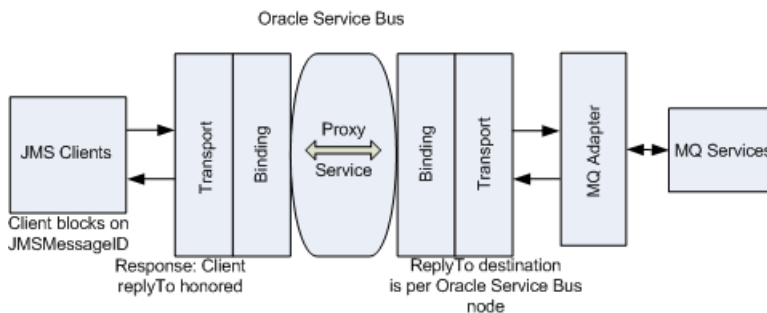 Oracle Service Bus
JMS Clients
Client blocks on
JMSMessageID
Transport
Binding
Response: Client
replyTo honored
Proxy
Service
Binding
Transport
ReplyTo destination
is per Oracle Service Bus
node
MQ Adapter
MQ Services